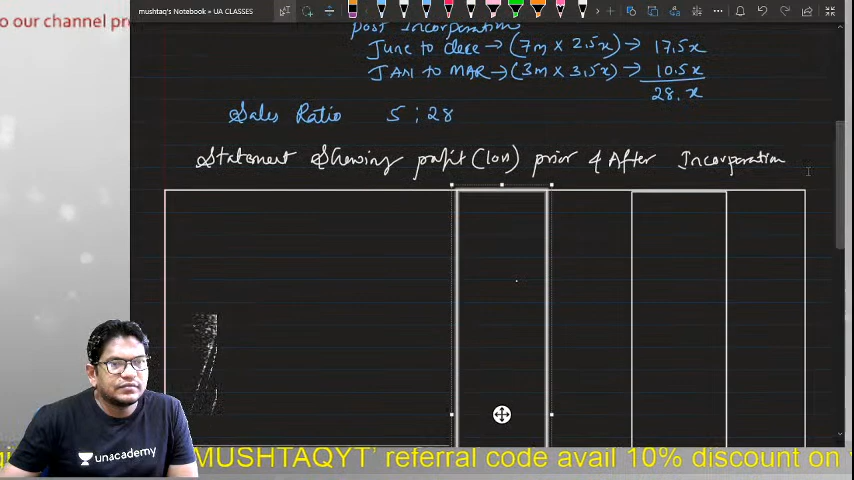 o our channel pr
mushtaq's Notebook » UA CLASSES
post Incorporation
June to dece → (7m x 2.5x) → 17.5x
JAN to MAR → (3m x 3.5x) → 10.5x
28.x
Sales Ratio 5 : 28
Statement Showing profit (loss) prior & After Incorporation
unacademy
MUSHTAQYT' referral code avail 10% discount on